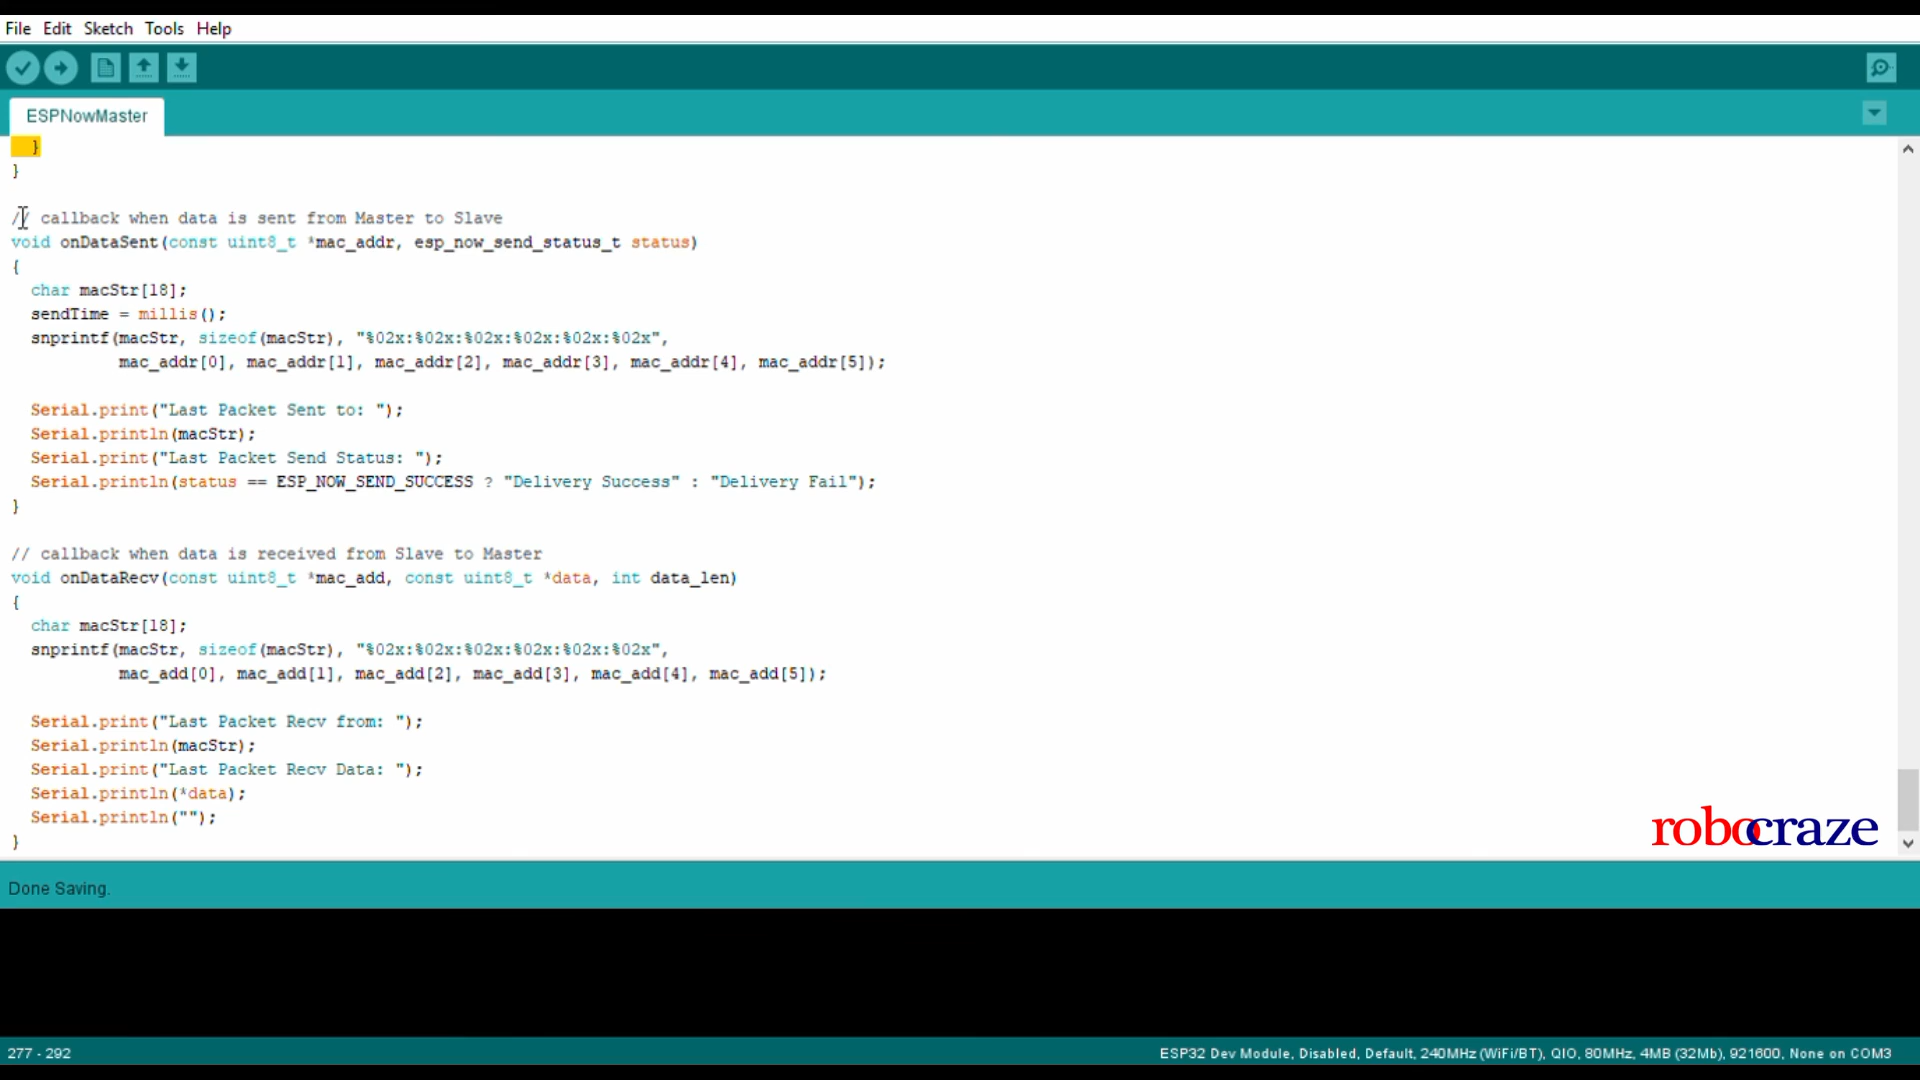 File Edit Sketch Tools Help
ESPNowMaster
}
}
// callback when data is sent from Master to Slave
void onDataSent(const uint8_t *mac_addr, esp_now_send_status_t status)
{
char macStr[18];
sendTime = millis();
snprintf(macStr, sizeof(macStr), "%02x:%02x:%02x:%02x:%02x:%02x",
mac_addr[0], mac_addr[1], mac_addr[2], mac_addr[3], mac_addr[4], mac_addr[5]);
Serial.print("Last Packet Sent to: ");
Serial.println(macStr);
Serial.print("Last Packet Send Status: ");
Serial.println(status == ESP_NOW_SEND_SUCCESS ? "Delivery Success" : "Delivery Fail");
}
// callback when data is received from Slave to Master
void onDataRecv(const uint8_t *mac_add, const uint8_t *data, int data_len)
{
char macStr[18];
snprintf(macStr, sizeof(macStr), "%02x:%02x:%02x:%02x:%02x:%02x",
mac_add[0], mac_add[1], mac_add[2], mac_add[3], mac_add[4], mac_add[5]);
Serial.print("Last Packet Recv from: ");
Serial.println(macStr);
Serial.print("Last Packet Recv Data: ");
Serial.println(*data);
Serial.println("");
}
robocraze
Done Saving.
277 - 292
ESP32 Dev Module, Disabled, Default, 240MHz (WiFi/BT), QIO, 80MHz, 4MB (32Mb), 921600, None on COM3